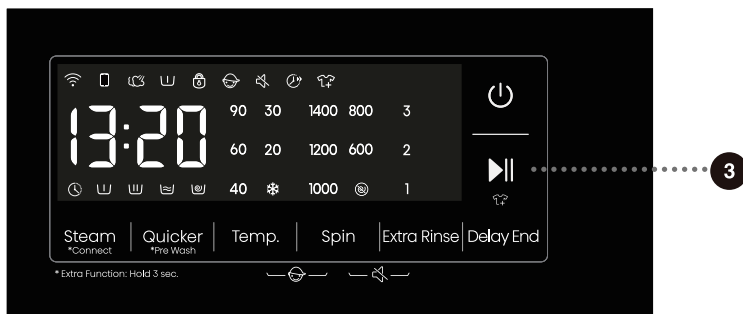 13:20
90 30 1400 800 3
60 20 1200 600 2
40 1000 1
3
Steam Quicker Temp. Spin Extra Rinse Delay End
*Connect *Pre Wash
* Extra Function: Hold 3 sec.